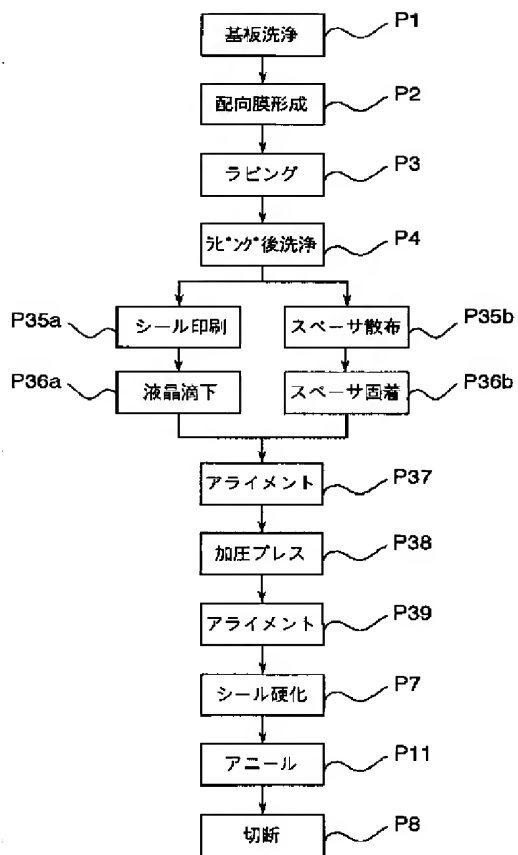 基板洗浄 P1
配向膜形成 P2
ラビング P3
ﾗﾋﾞﾝｸﾞ後洗浄 P4
P35a シール印刷 スペーサ散布 P35b
P36a 液晶滴下 スペーサ固着 P36b
アライメント P37
加圧プレス P38
アライメント P39
シール硬化 P7
アニール P11
切断 P8